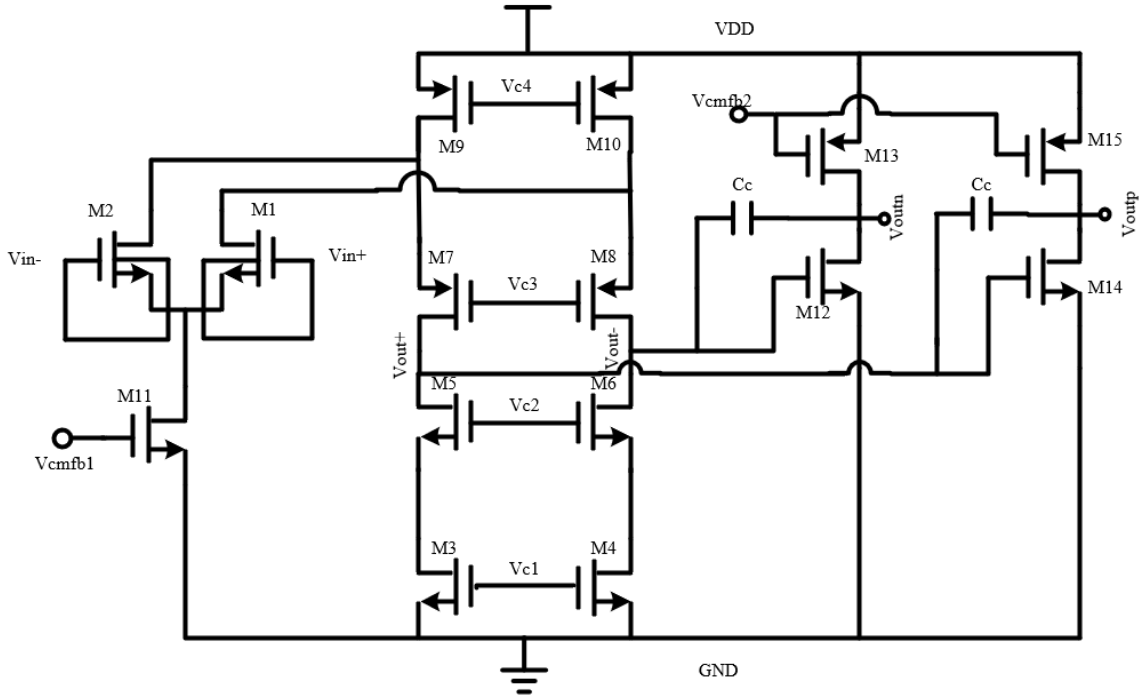 VDD
Vc4
Vcmfb2
M9
M10
M13
M15
Cc
Cc
M2
M1
Voutn
Voutp
Vin-
Vin+
M7
M8
Vc3
M12
M14
Vout+
Vout-
M5
M6
M11
Vc2
Vcmfb1
M3
M4
Vc1
GND